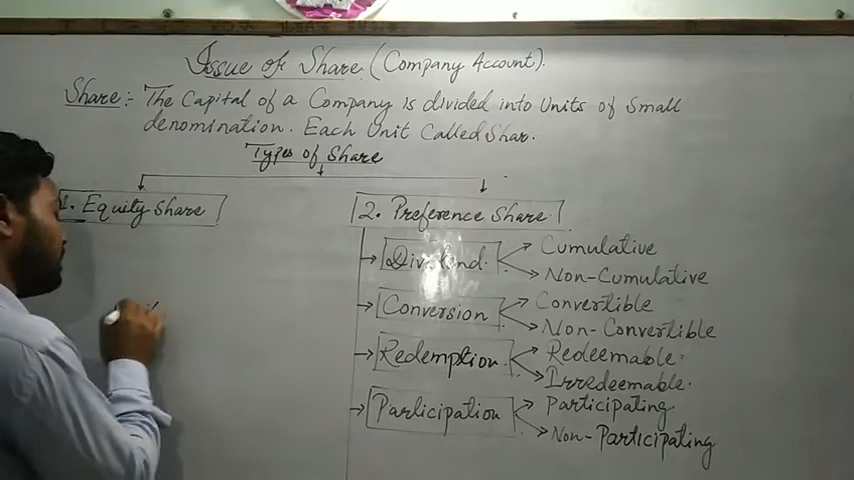 Issue of Share. (Company Account).
Share:- The Capital of a Company is divided into Units of small
denomination. Each Unit Called Shar.
Types of Share
1. Equity Share
2. Preference Share
Dividend. Cumulative
Non-Cumulative
Conversion Convertible
Non-Convertible
Redemption. Redeemable.
Irredeemable.
Participation Participating
Non-Participating